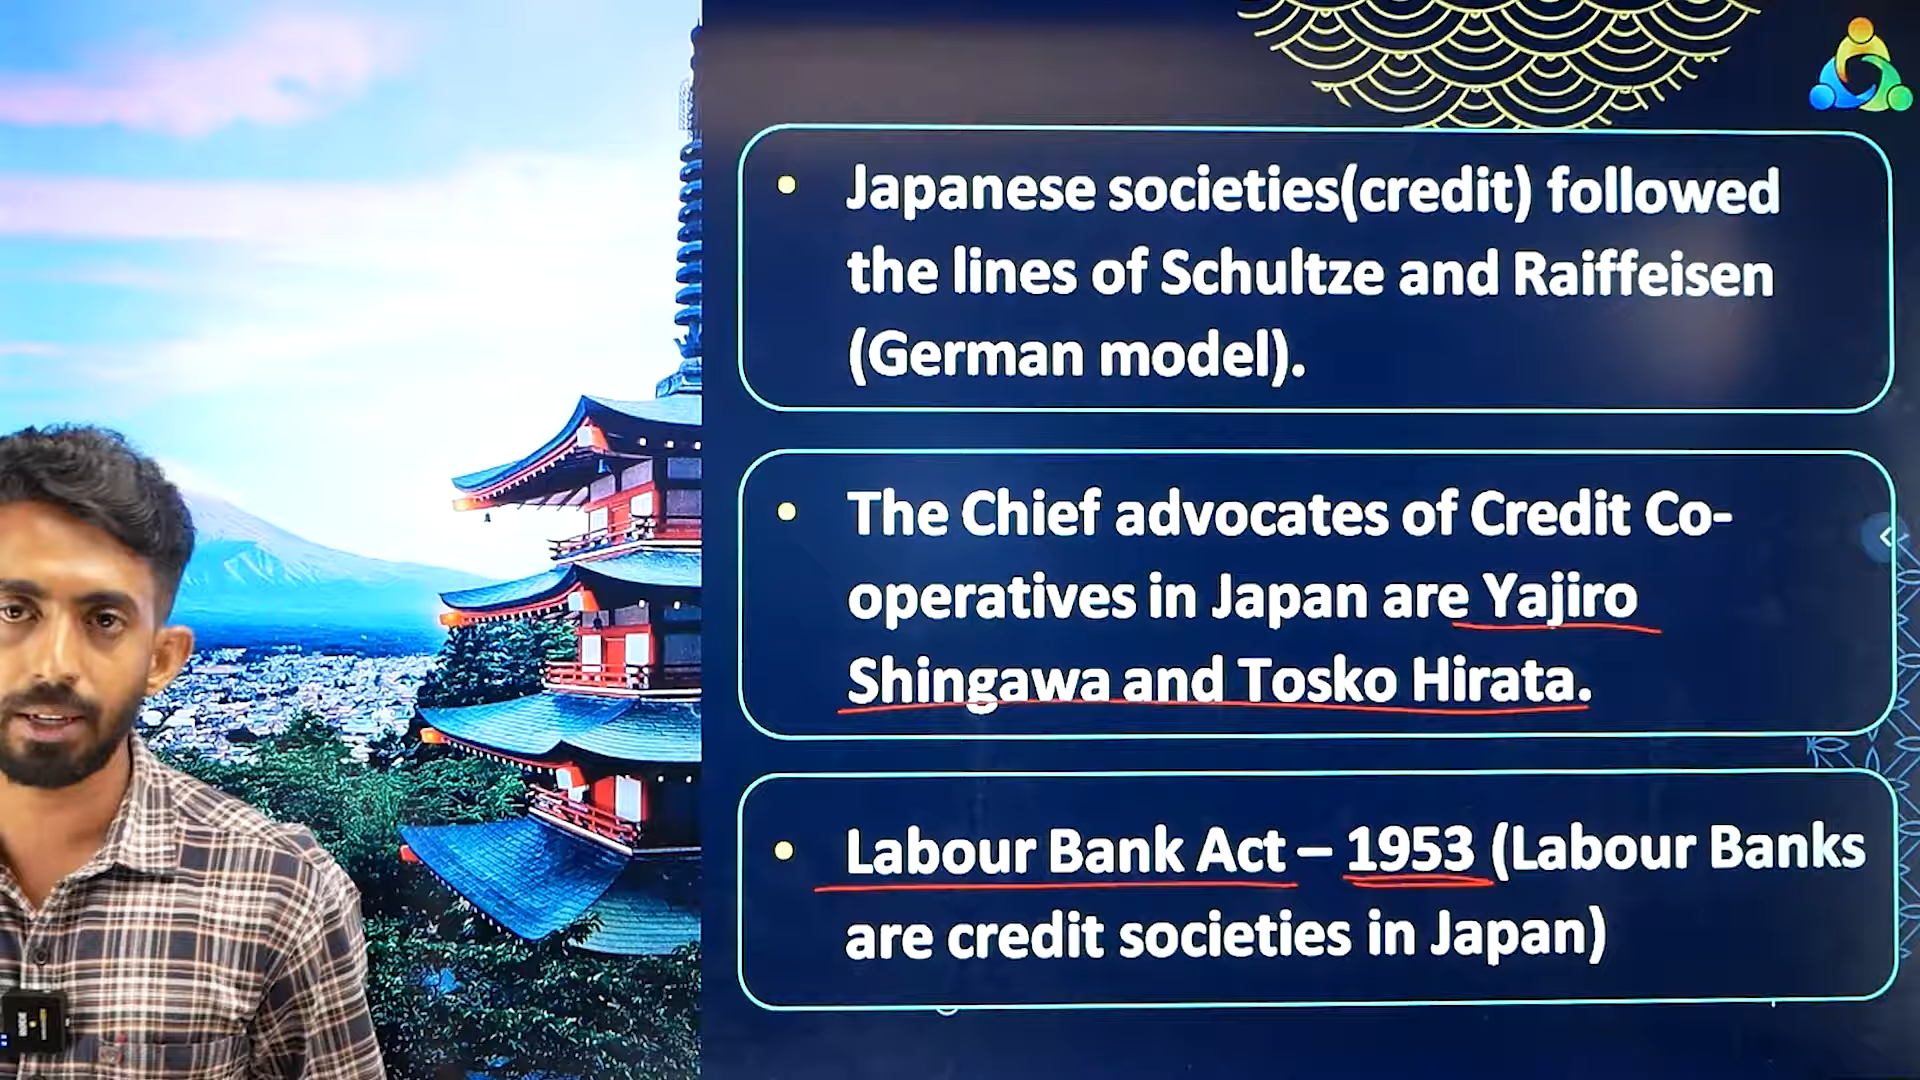 Japanese societies(credit) followed
the lines of Schultze and Raiffeisen
(German model).
The Chief advocates of Credit Co-
operatives in Japan are Yajiro
Shingawa and Tosko Hirata.
Labour Bank Act – 1953 (Labour Banks
are credit societies in Japan)